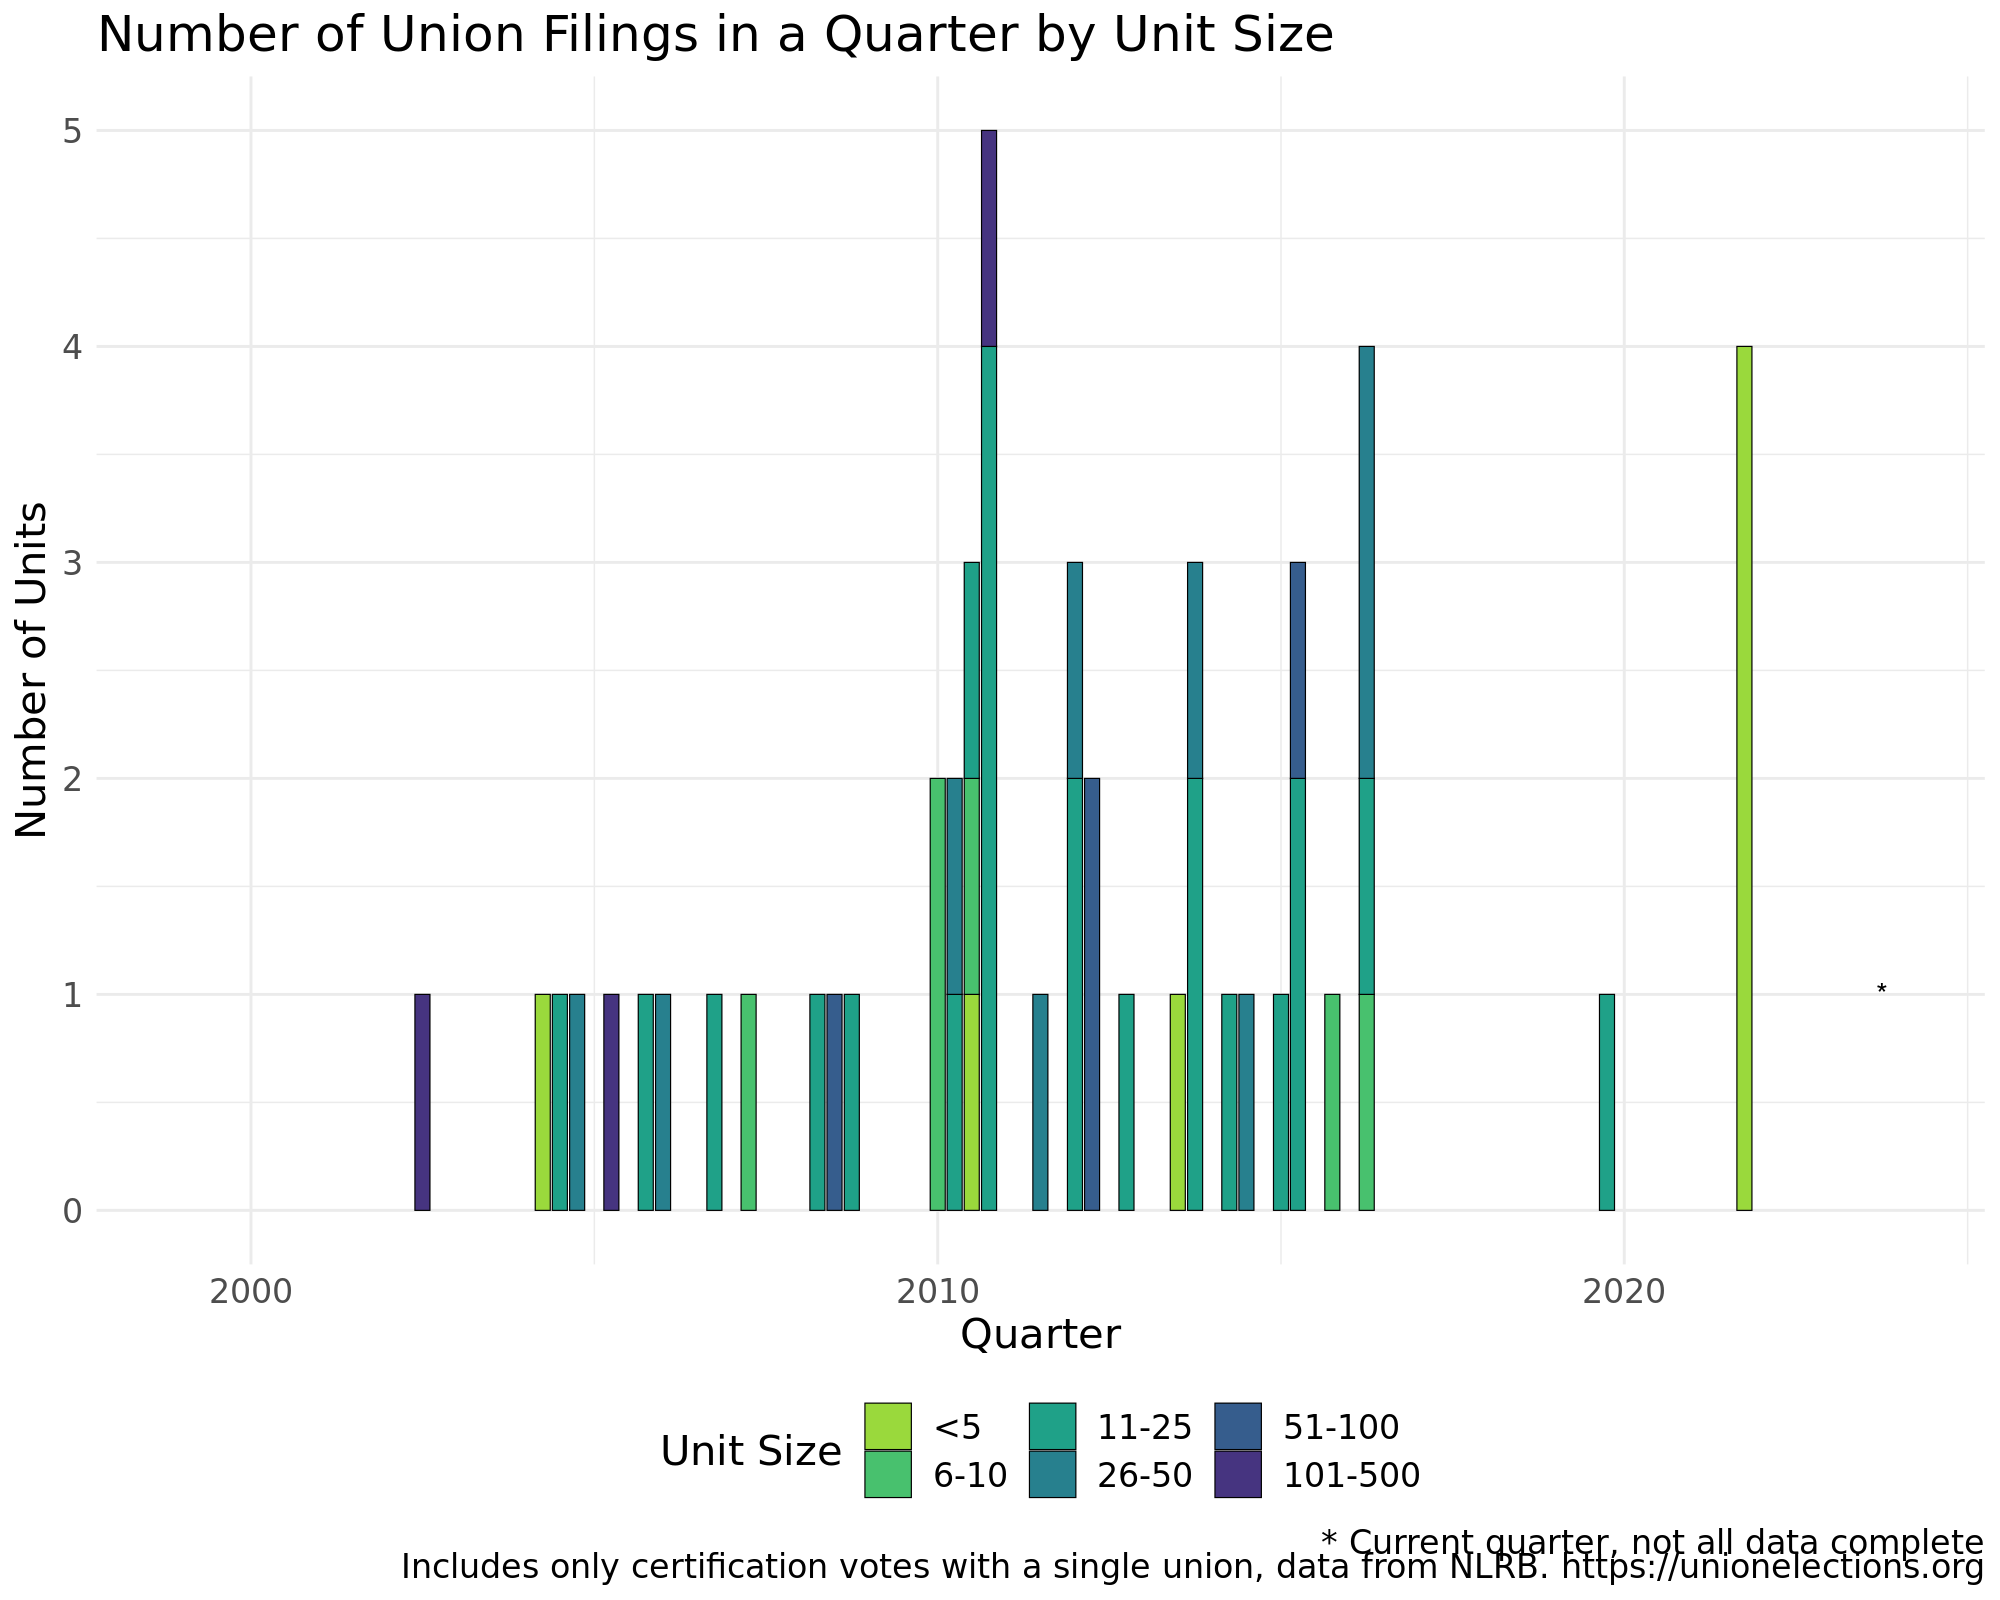 Number of Union Filings in a Quarter by Unit Size
Number of Units
5
4
3
2
1
0
*
2000 2010 2020
Quarter
Unit Size
<5 11-25 51-100
6-10 26-50 101-500
* Current quarter, not all data complete
Includes only certification votes with a single union, data from NLRB. https://unionelections.org